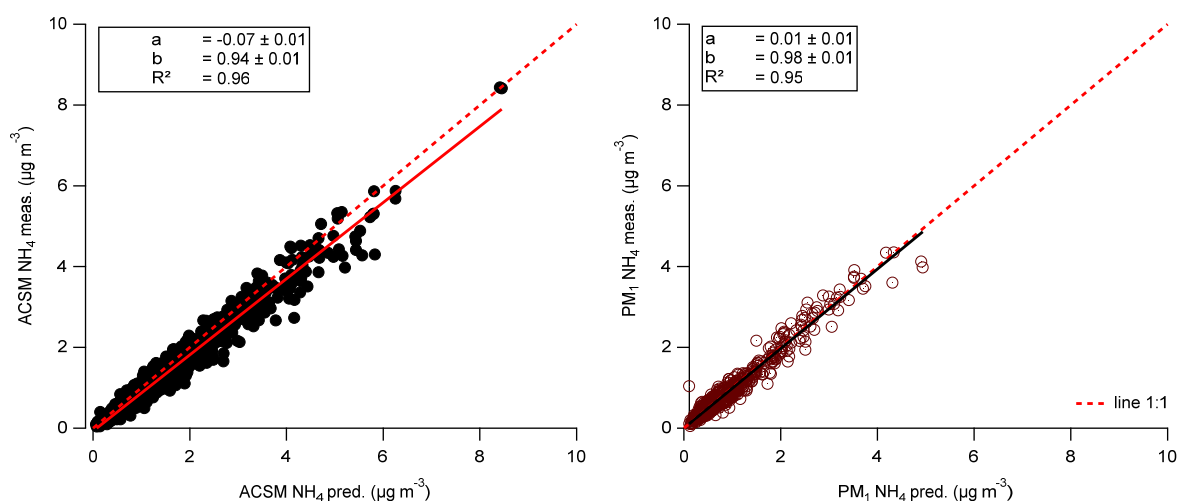 10
8
6
4
2
0
ACSM NH4 meas. (µg m-3)
a = -0.07 ± 0.01
b = 0.94 ± 0.01
R² = 0.96
0 2 4 6 8 10
ACSM NH4 pred. (µg m-3)
10
8
6
4
2
0
PM1 NH4 meas. (µg m-3)
a = 0.01 ± 0.01
b = 0.98 ± 0.01
R² = 0.95
line 1:1
0 2 4 6 8 10
PM1 NH4 pred. (µg m-3)